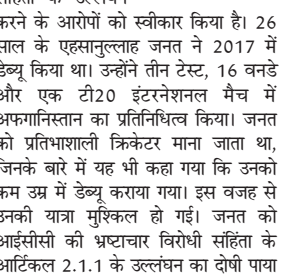 करने के आरोपों को स्वीकार किया है। 26
साल के एहसानुल्लाह जनत ने 2017 में
डेब्यू किया था। उन्होंने तीन टेस्ट, 16 वनडे
और एक टी20 इंटरनेशनल मैच में
अफगानिस्तान का प्रतिनिधित्व किया। जनत
को प्रतिभाशाली क्रिकेटर माना जाता था,
जिनके बारे में यह भी कहा गया कि उनको
कम उम्र में डेब्यू कराया गया। इस वजह से
उनकी यात्रा मुश्किल हो गई। जनत को
आईसीसी की भ्रष्टाचार विरोधी संहिंता के
आर्टिकल 2.1.1 के उल्लंघन का दोषी पाया